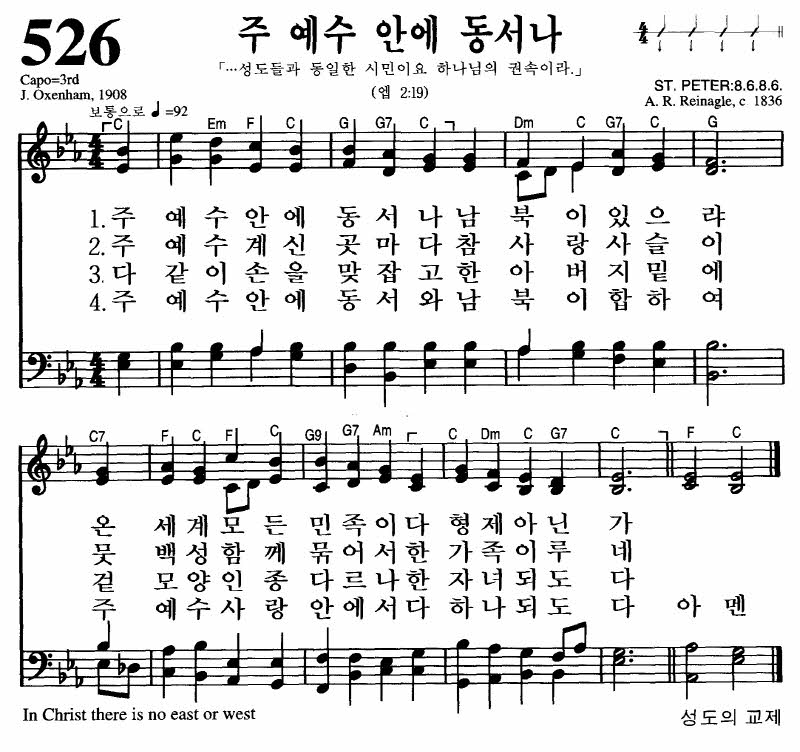 526
주 예수 안에 동서나
「…성도들과 동일한 시민이요 하나님의 권속이라.」
(엡 2:19)
Capo=3rd
J. Oxenham, 1908
보통으로 ♩=92
ST. PETER:8.6.8.6.
A. R. Reinagle, c 1836
C Em F C G G7 C Dm C G7 C G
1. 주 예 수 안 에 동 서 나 남 북 이 있 으 랴
2. 주 예 수 계 신 곳 마 다 참 사 랑 사 슬 이
3. 다 같 이 손 을 맞 잡 고 한 아 버 지 밑 에
4. 주 예 수 안 에 동 서 와 남 북 이 합 하 여
C7 F C F C G9 G7 Am C Dm C G7 C F C
온 세 계 모 든 민 족 이 다 형 제 아 닌 가
뭇 백 성 함 께 묶 어 서 한 가 족 이 루 네
겉 모 양 인 종 다 르 나 한 자 녀 되 도 다
주 예 수 사 랑 안 에 서 다 하 나 되 도 다 아 멘
In Christ there is no east or west
성도의 교제